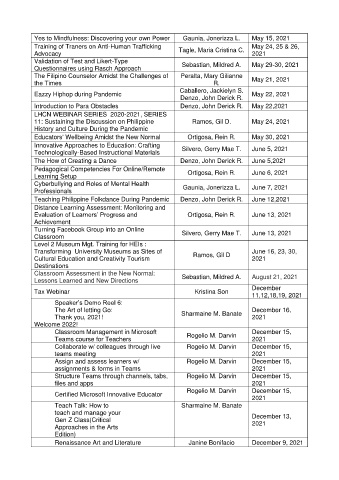 Yes to Mindfulness: Discovering your own Power Gaunia, Jonerizza L. May 15, 2021
Training of Traners on Anti-Human Trafficking Advocacy Tagle, Maria Cristina C. May 24, 25 & 26, 2021
Validation of Test and Likert-Type Questionnaires using Rasch Approach Sebastian, Mildred A. May 29-30, 2021
The Filipino Counselor Amidst the Challenges of the Times Peralta, Mary Glianne R. May 21, 2021
Eazzy Hiphop during Pandemic Caballero, Jackielyn S. Denzo, John Derick R. May 22, 2021
Introduction to Para Obstacles Denzo, John Derick R. May 22,2021
LHCN WEBINAR SERIES 2020-2021, SERIES 11: Sustaining the Discussion on Philippine History and Culture During the Pandemic Ramos, Gil D. May 24, 2021
Educators' Wellbeing Amidst the New Normal Ortigosa, Rein R. May 30, 2021
Innovative Approaches to Education: Crafting Technologically-Based Instructional Materials Silvero, Gerry Mae T. June 5, 2021
The How of Creating a Dance Denzo, John Derick R. June 5,2021
Pedagogical Competencies For Online/Remote Learning Setup Ortigosa, Rein R. June 6, 2021
Cyberbullying and Roles of Mental Health Professionals Gaunia, Jonerizza L. June 7, 2021
Teaching Philippine Folkdance During Pandemic Denzo, John Derick R. June 12,2021
Distance Learning Assessment: Monitoring and Evaluation of Learners' Progress and Achievement Ortigosa, Rein R. June 13, 2021
Turning Facebook Group into an Online Classroom Silvero, Gerry Mae T. June 13, 2021
Level 2 Museum Mgt. Training for HEIs : Transforming University Museums as Sites of Cultural Education and Creativity Tourism Destinations Ramos, Gil D June 16, 23, 30, 2021
Classroom Assessment in the New Normal: Lessons Learned and New Directions Sebastian, Mildred A. August 21, 2021
Tax Webinar Kristina Son December 11,12,18,19, 2021
Speaker's Demo Reel 6: The Art of letting Go: Thank you, 2021! Welcome 2022! Sharmaine M. Banate December 16, 2021
Classroom Management in Microsoft Teams course for Teachers Rogelio M. Darvin December 15, 2021
Collaborate w/ colleagues through live teams meeting Rogelio M. Darvin December 15, 2021
Assign and assess learners w/ assignments & forms in Teams Rogelio M. Darvin December 15, 2021
Structure Teams through channels, tabs, files and apps Rogelio M. Darvin December 15, 2021
Certified Microsoft Innovative Educator Rogelio M. Darvin December 15, 2021
Teach Talk: How to teach and manage your Gen Z Class(Critical Approaches in the Arts Edition) Sharmaine M. Banate December 13, 2021
Renaissance Art and Literature Janine Bonifacio December 9, 2021